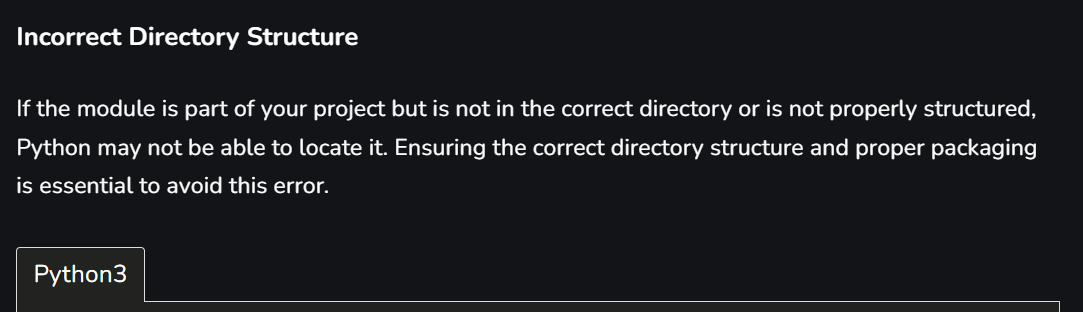 Incorrect Directory Structure
If the module is part of your project but is not in the correct directory or is not properly structured,
Python may not be able to locate it. Ensuring the correct directory structure and proper packaging
is essential to avoid this error.
Python3